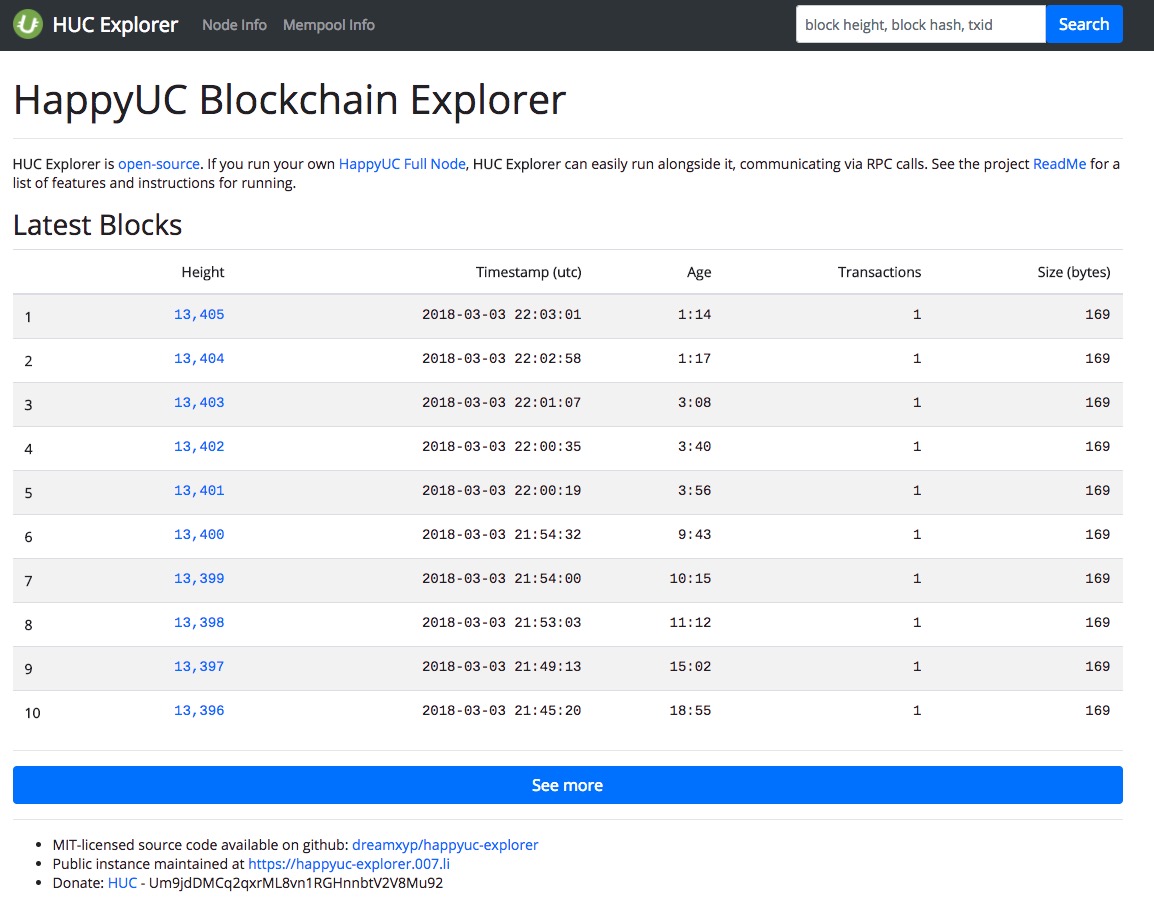 HUC Explorer Node Info Mempool Info block height, block hash, txid Search
HappyUC Blockchain Explorer
HUC Explorer is open-source. If you run your own HappyUC Full Node, HUC Explorer can easily run alongside it, communicating via RPC calls. See the project ReadMe for a
list of features and instructions for running.
Latest Blocks
Height Timestamp (utc) Age Transactions Size (bytes)
1 13,405 2018-03-03 22:03:01 1:14 1 169
2 13,404 2018-03-03 22:02:58 1:17 1 169
3 13,403 2018-03-03 22:01:07 3:08 1 169
4 13,402 2018-03-03 22:00:35 3:40 1 169
5 13,401 2018-03-03 22:00:19 3:56 1 169
6 13,400 2018-03-03 21:54:32 9:43 1 169
7 13,399 2018-03-03 21:54:00 10:15 1 169
8 13,398 2018-03-03 21:53:03 11:12 1 169
9 13,397 2018-03-03 21:49:13 15:02 1 169
10 13,396 2018-03-03 21:45:20 18:55 1 169
See more
• MIT-licensed source code available on github: dreamxyp/happyuc-explorer
• Public instance maintained at https://happyuc-explorer.007.li
• Donate: HUC - Um9jdDMCq2qxrML8vn1RGHnnbtV2V8Mu92